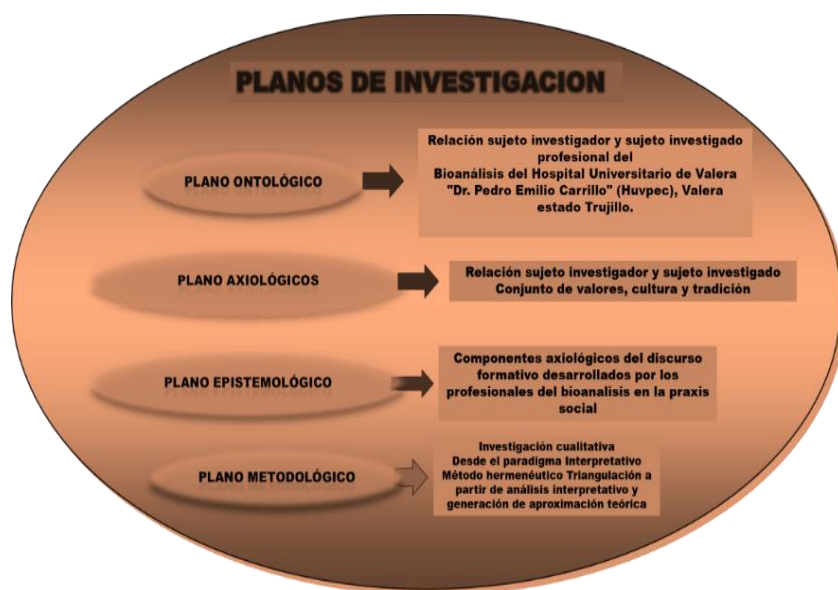 PLANOS DE INVESTIGACION
PLANO ONTOLÓGICO
Relación sujeto investigador y sujeto investigado
profesional del
Bioanálisis del Hospital Universitario de Valera
"Dr. Pedro Emilio Carrillo" (Huvpec), Valera
estado Trujillo.
PLANO AXIOLÓGICOS
Relación sujeto investigador y sujeto investigado
Conjunto de valores, cultura y tradición
PLANO EPISTEMOLÓGICO
Componentes axiológicos del discurso
formativo desarrollados por los
profesionales del bioanalisis en la praxis
social
PLANO METODOLÓGICO
Investigación cualitativa
Desde el paradigma Interpretativo
Método hermenéutico Triangulación a
partir de análisis interpretativo y
generación de aproximación teórica